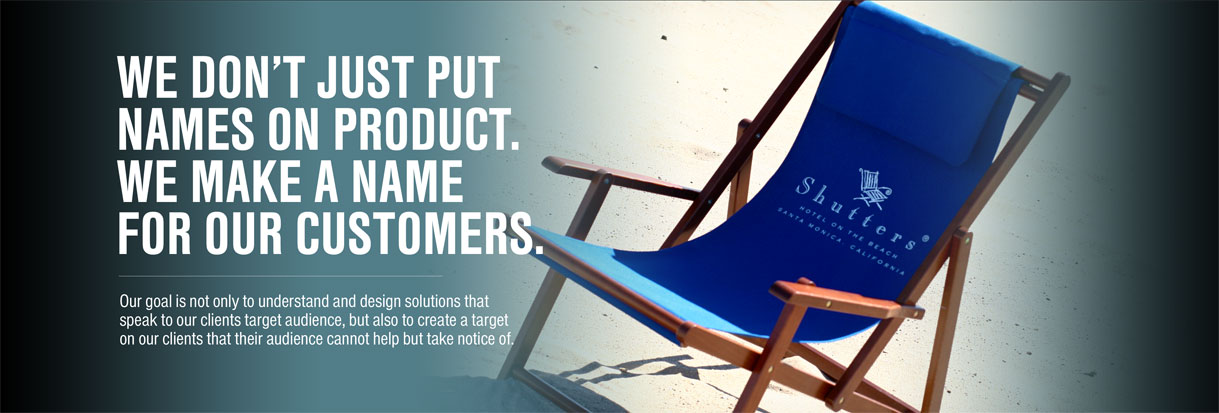 WE DON'T JUST PUT
NAMES ON PRODUCT.
WE MAKE A NAME
FOR OUR CUSTOMERS.
Our goal is not only to understand and design solutions that
speak to our clients target audience, but also to create a target
on our clients that their audience cannot help but take notice of.
Shutters®
HOTEL ON THE BEACH
SANTA MONICA, CALIFORNIA